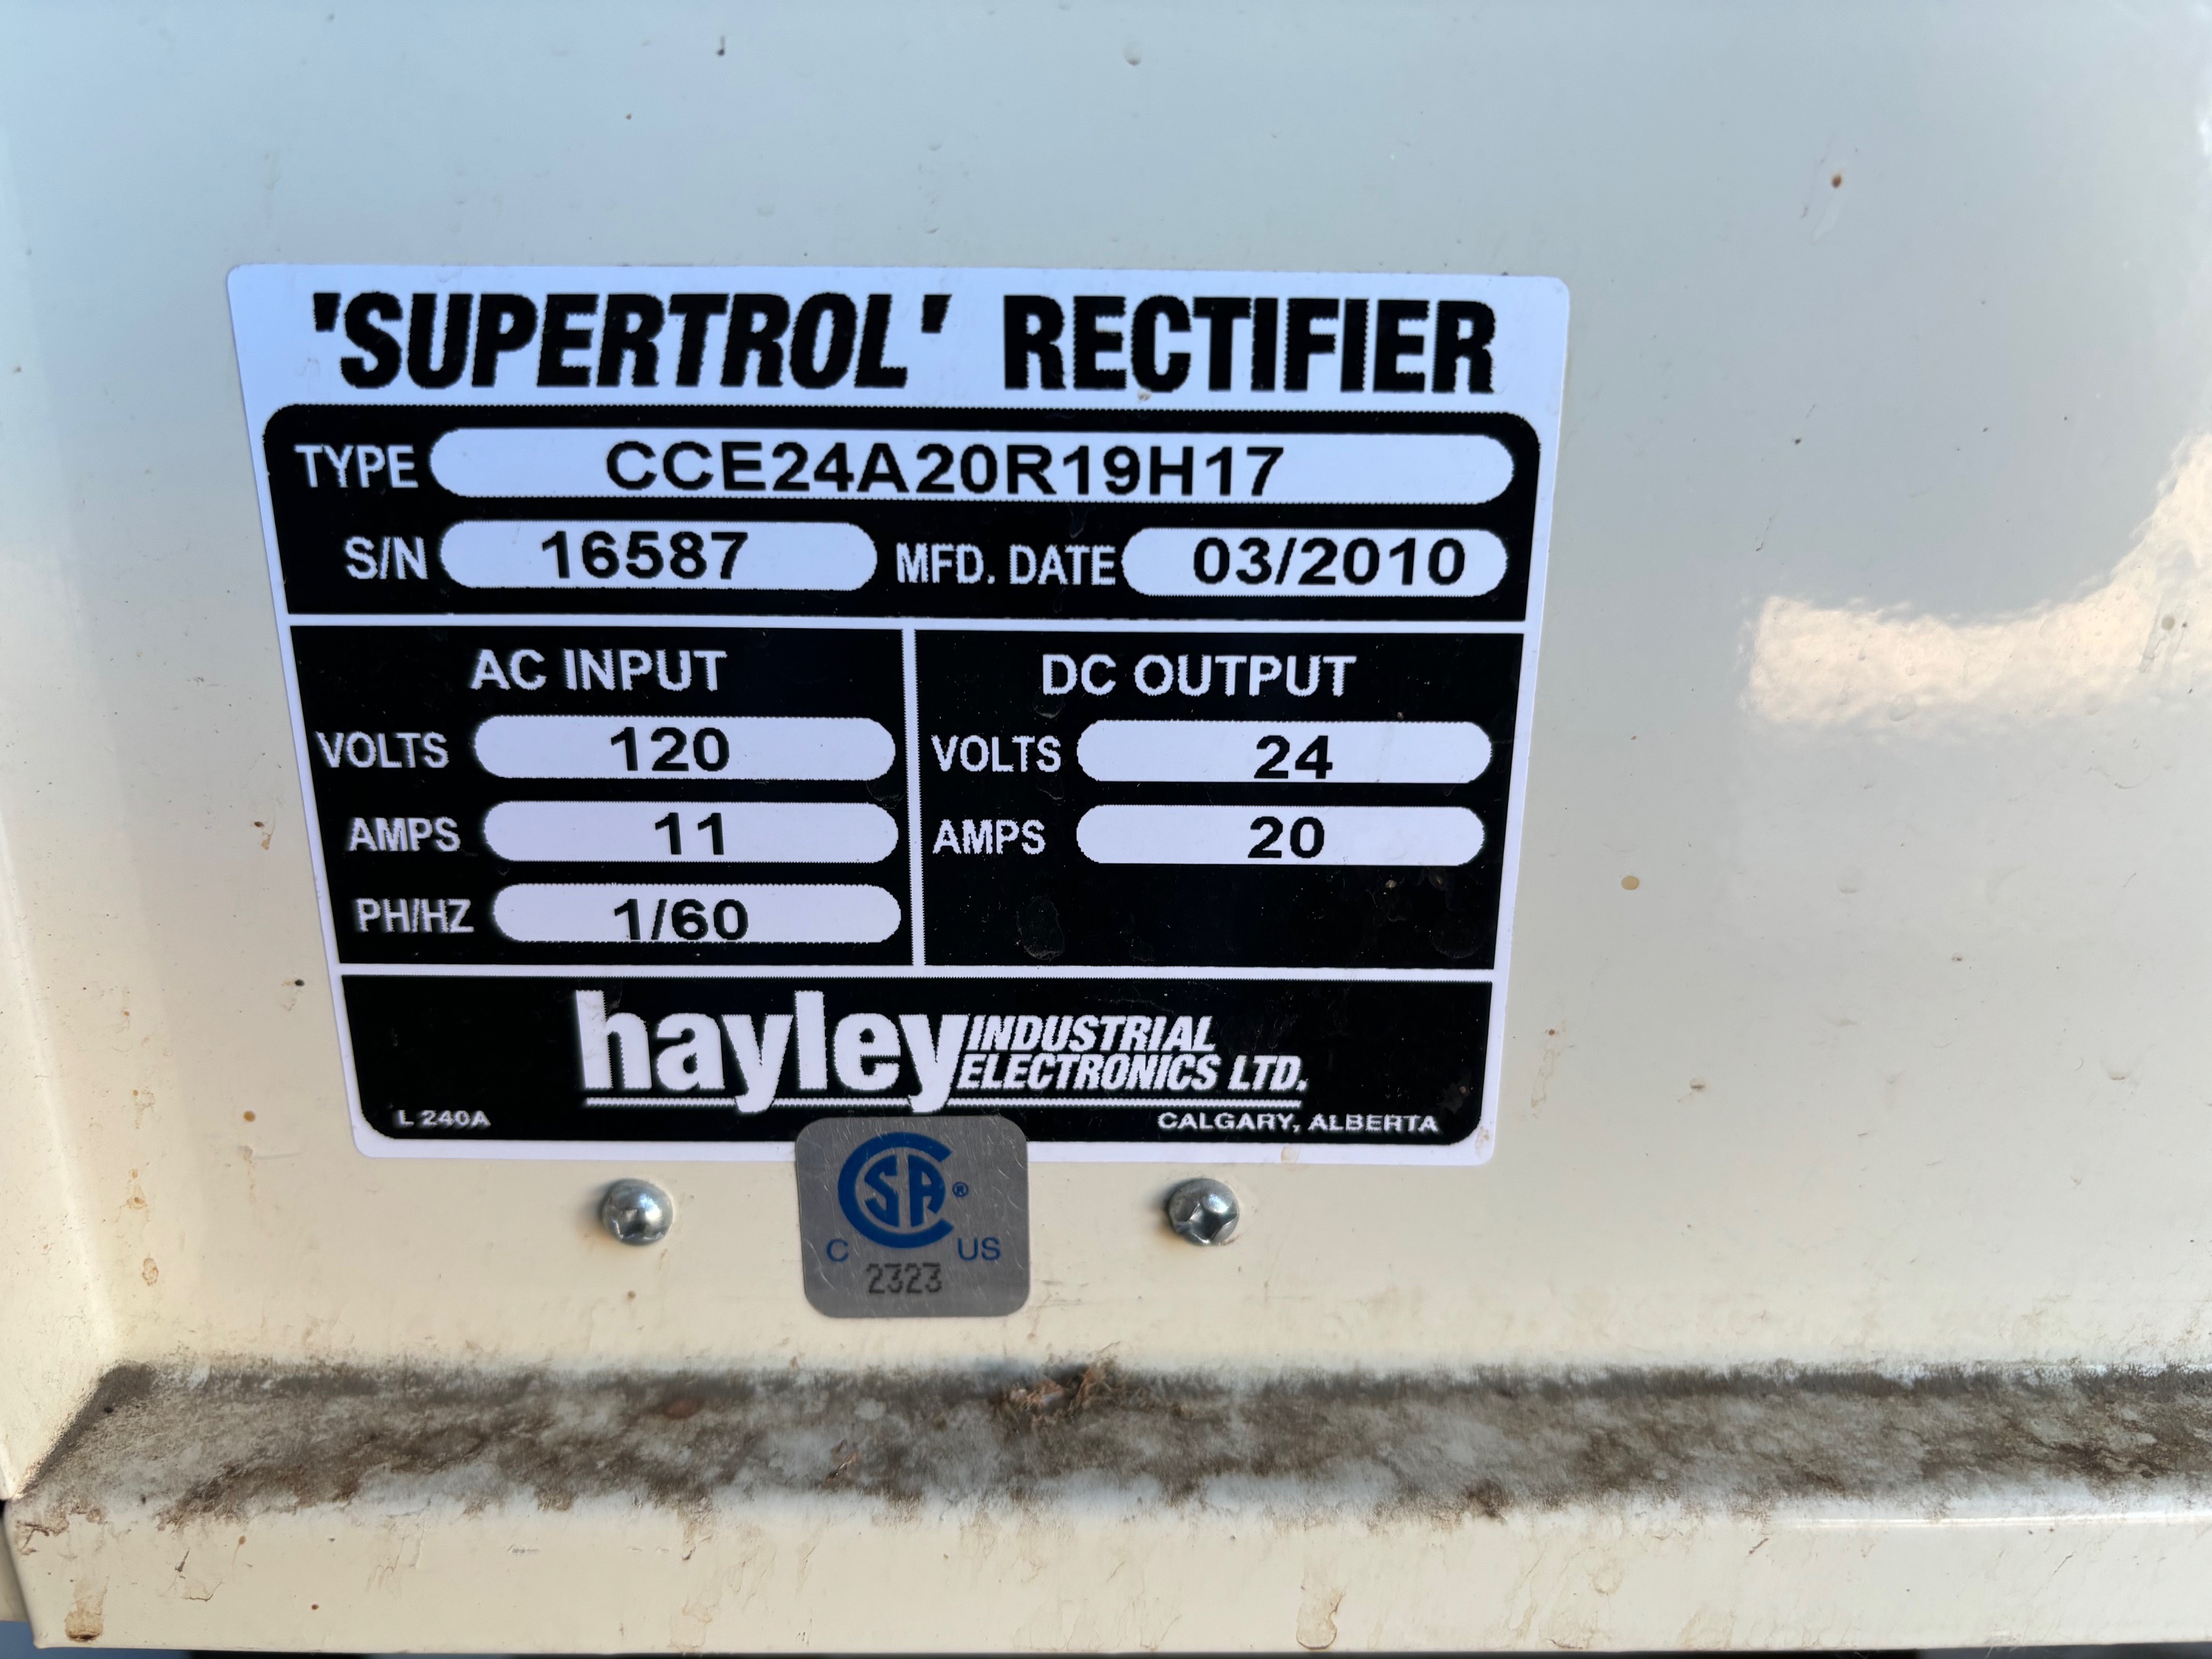 'SUPERTROL' RECTIFIER
TYPE CCE24A20R19H17
S/N 16587 MFD. DATE 03/2010
AC INPUT
VOLTS 120
AMPS 11
PH/HZ 1/60
DC OUTPUT
VOLTS 24
AMPS 20
hayley INDUSTRIAL
ELECTRONICS LTD.
L 240A
CALGARY, ALBERTA
CSA®
C US
2323